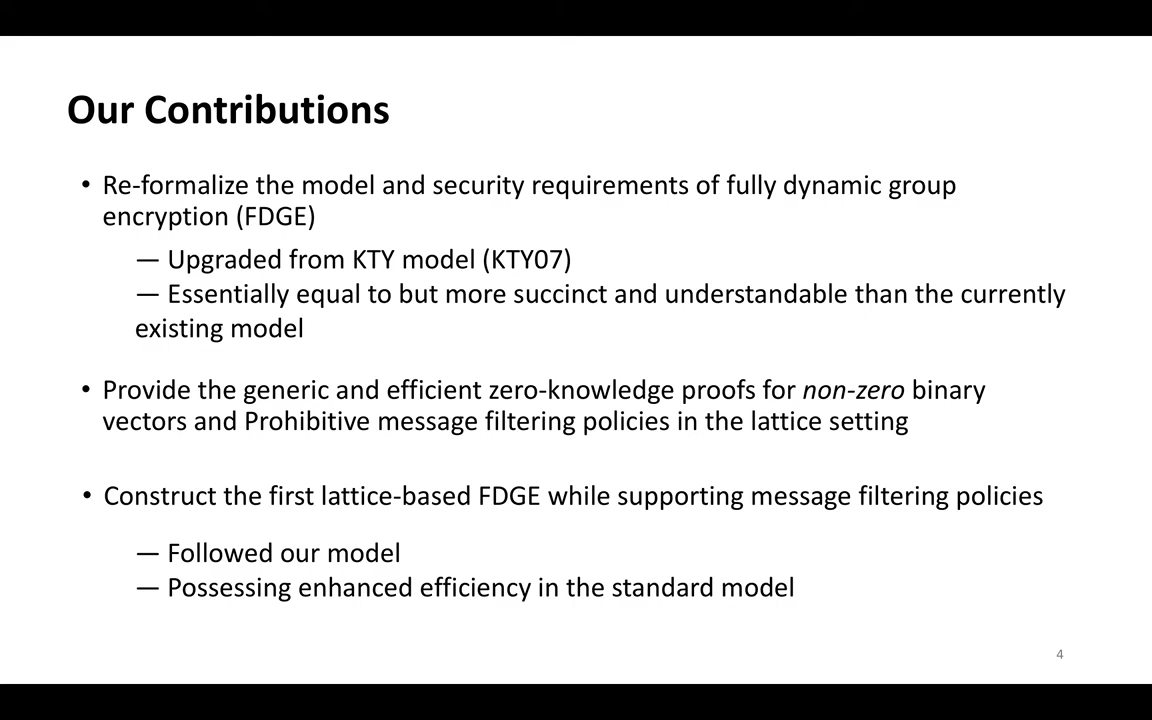 Our Contributions
• Re-formalize the model and security requirements of fully dynamic group
encryption (FDGE)
— Upgraded from KTY model (KTY07)
— Essentially equal to but more succinct and understandable than the currently
existing model
• Provide the generic and efficient zero-knowledge proofs for non-zero binary
vectors and Prohibitive message filtering policies in the lattice setting
• Construct the first lattice-based FDGE while supporting message filtering policies
— Followed our model
— Possessing enhanced efficiency in the standard model
4